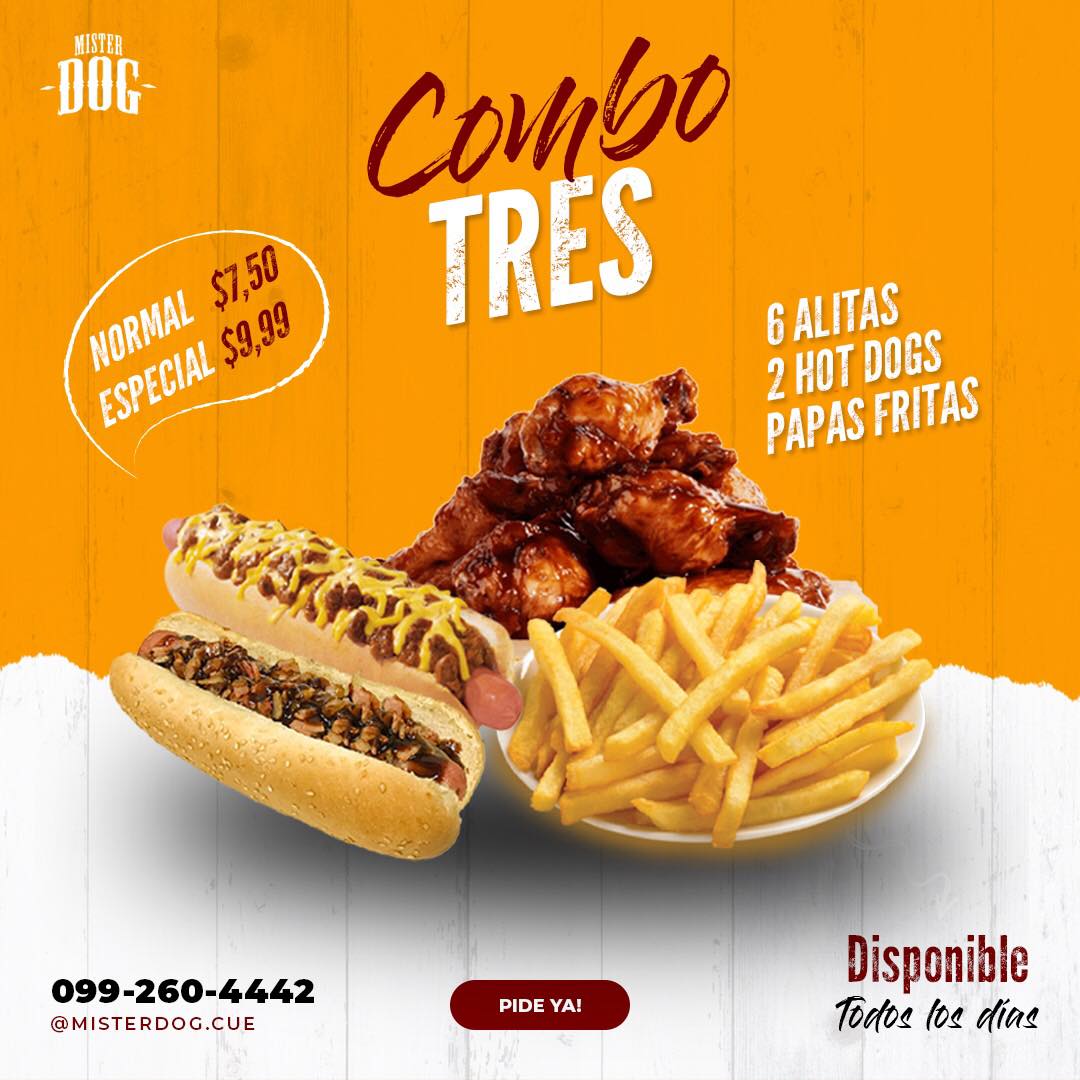 MISTER
DOG
Combo
TRES
NORMAL $7,50
ESPECIAL $9,99
6 ALITAS
2 HOT DOGS
PAPAS FRITAS
099-260-4442
@MISTERDOG.CUE
PIDE YA!
Disponible
Todos los días